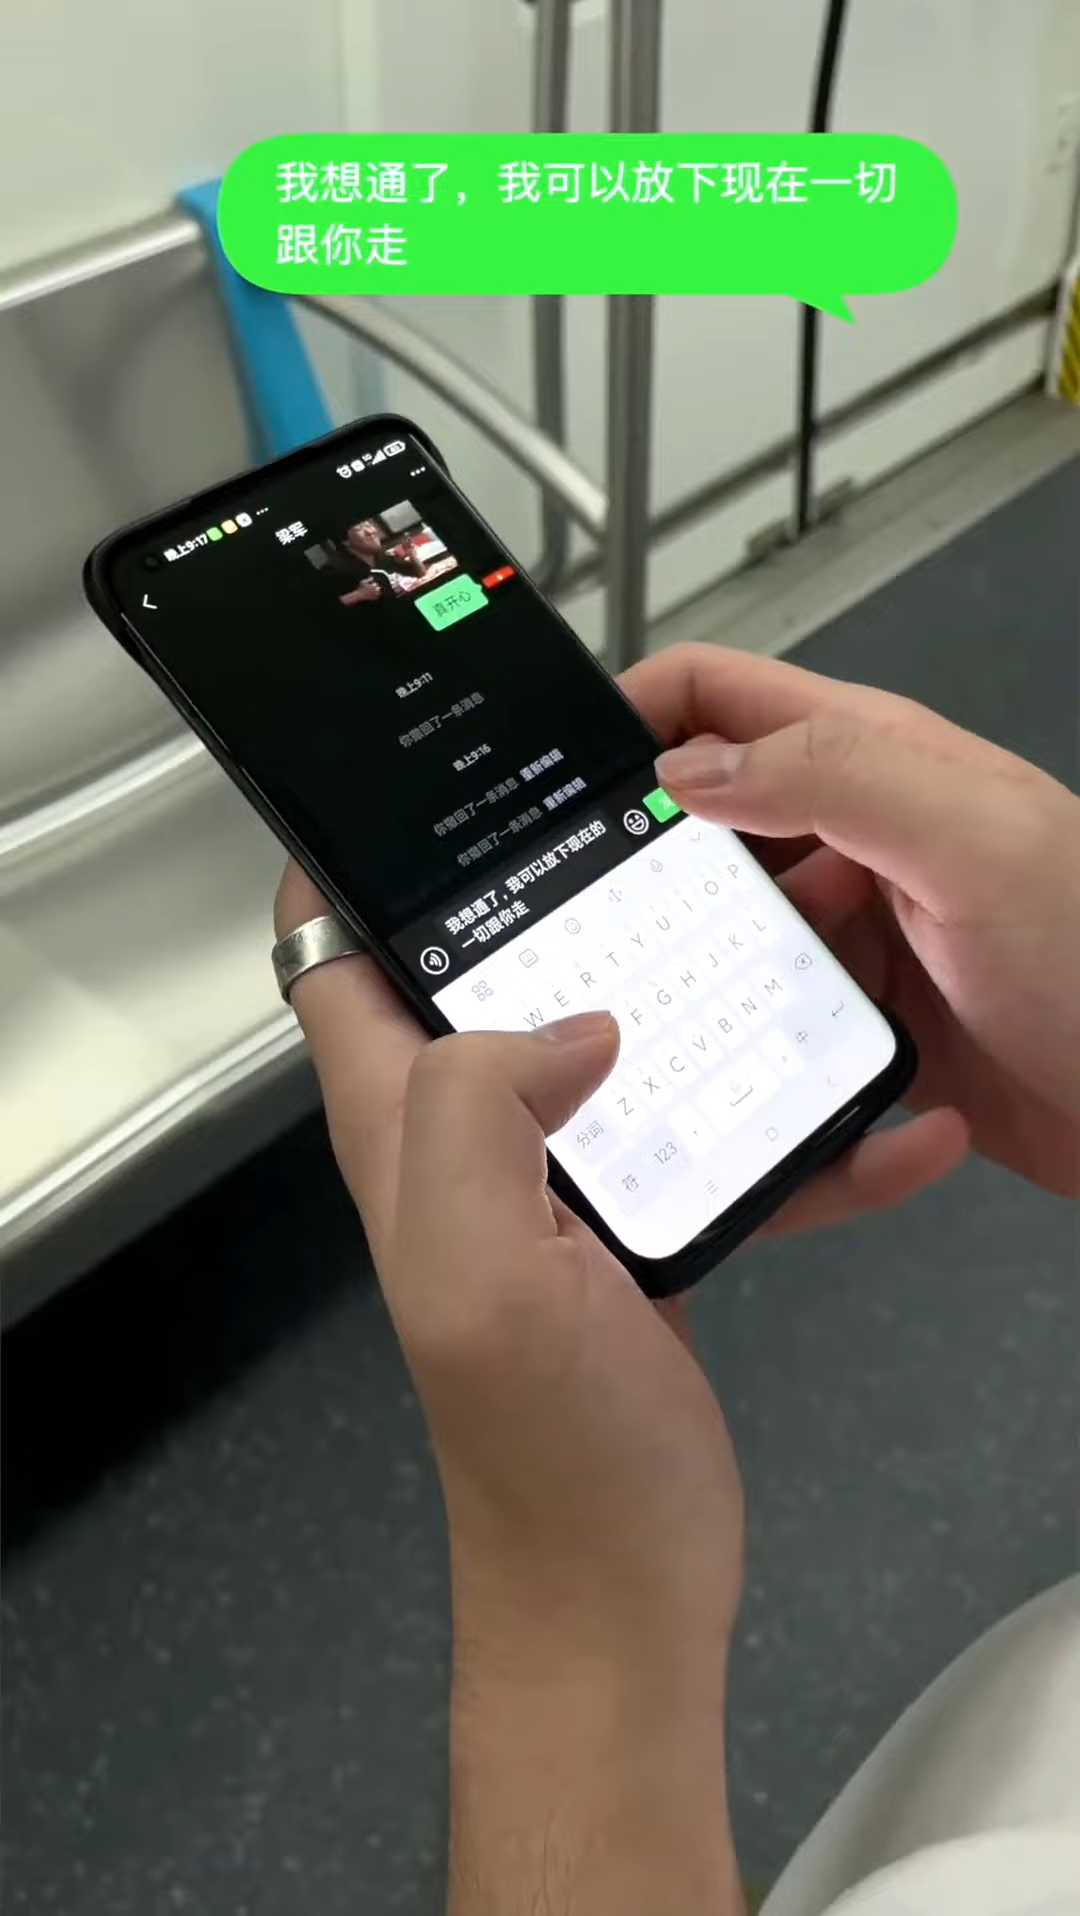 我想通了，我可以放下现在一切
跟你走
晚上9:17
梁军
真开心
晚上9:11
你撤回了一条消息
晚上9:16
你撤回了一条消息 重新编辑
你撤回了一条消息 重新编辑
我想通了，我可以放下现在的
一切跟你走
W E R T Y U I O P
F G H J K L
分词 Z X C V B N M
符 123 ， 。 中